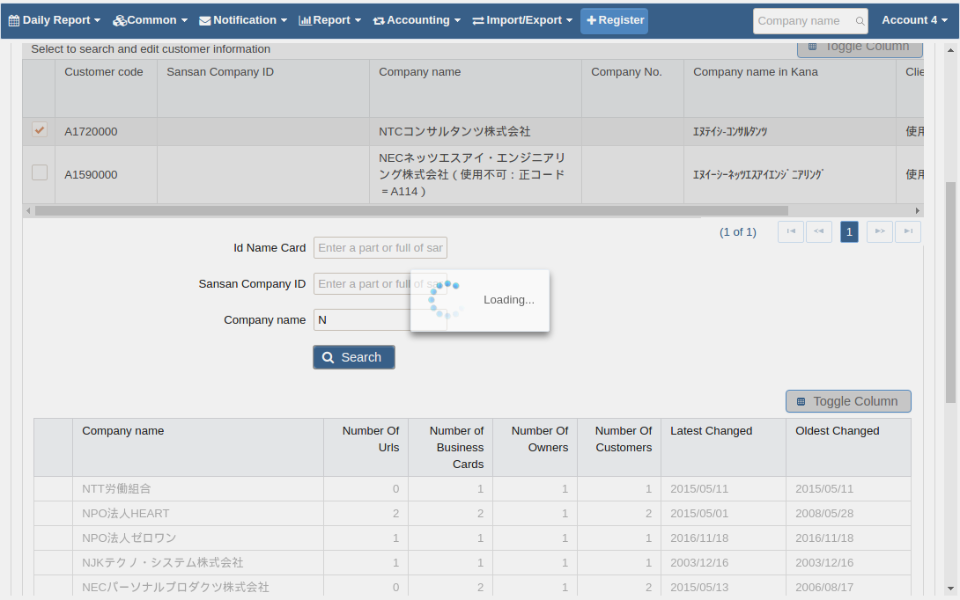 Daily Report Common Notification Report Accounting Import/Export Register Company name Account 4
Select to search and edit customer information Toggle Column
Customer code Sansan Company ID Company name Company No. Company name in Kana Clie
A1720000 NTCコンサルタンツ株式会社 ｴﾇﾃｲｼ-ｺﾝｻﾙﾀﾝﾂ 使用
NECネッツエスアイ・エンジニアリ
A1590000 ング株式会社（使用不可：正コード ｴﾇｲｰｼｰﾈｯﾂｴｽｱｲｴﾝｼﾞﾆｱﾘﾝｸﾞ 使用
＝A114）
(1 of 1) 1
Id Name Card Enter a part or full of sar
Sansan Company ID Enter a part or full of sa
Loading...
Company name N
Search
Toggle Column
Company name Number Of Urls Number of Business Cards Number Of Owners Number Of Customers Latest Changed Oldest Changed
NTT労働組合 0 1 1 1 2015/05/11 2015/05/11
NPO法人HEART 2 2 1 2 2015/05/01 2008/05/28
NPO法人ゼロワン 1 1 1 1 2016/11/18 2016/11/18
NJKテクノ・システム株式会社 1 1 1 1 2003/12/16 2003/12/16
NECパーソナルプロダクツ株式会社 0 2 1 2 2015/05/13 2006/08/17